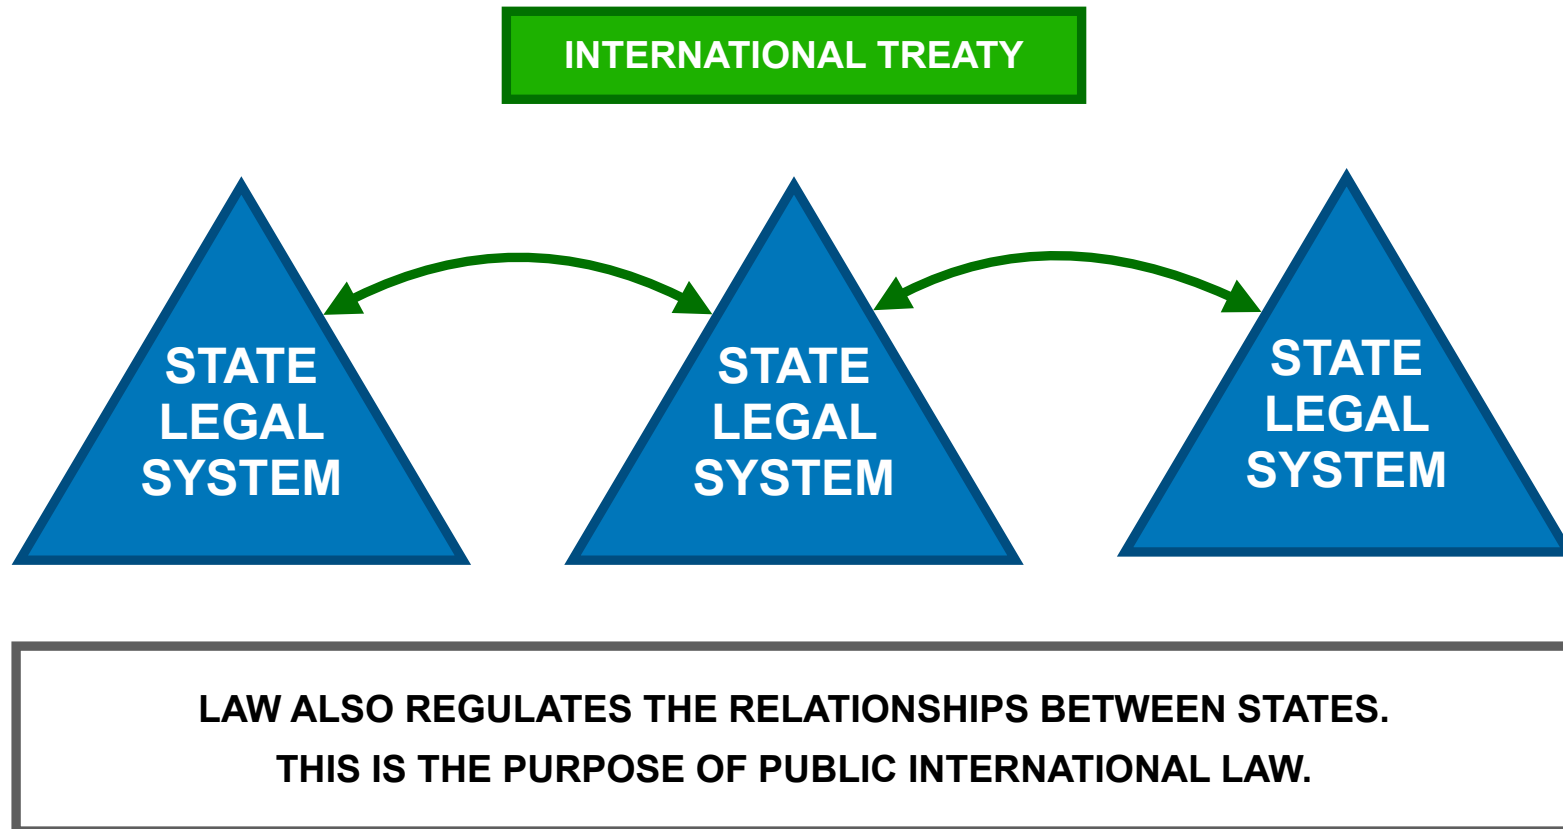 INTERNATIONAL TREATY
STATE
LEGAL
SYSTEM
STATE
LEGAL
SYSTEM
STATE
LEGAL
SYSTEM
LAW ALSO REGULATES THE RELATIONSHIPS BETWEEN STATES.
THIS IS THE PURPOSE OF PUBLIC INTERNATIONAL LAW.